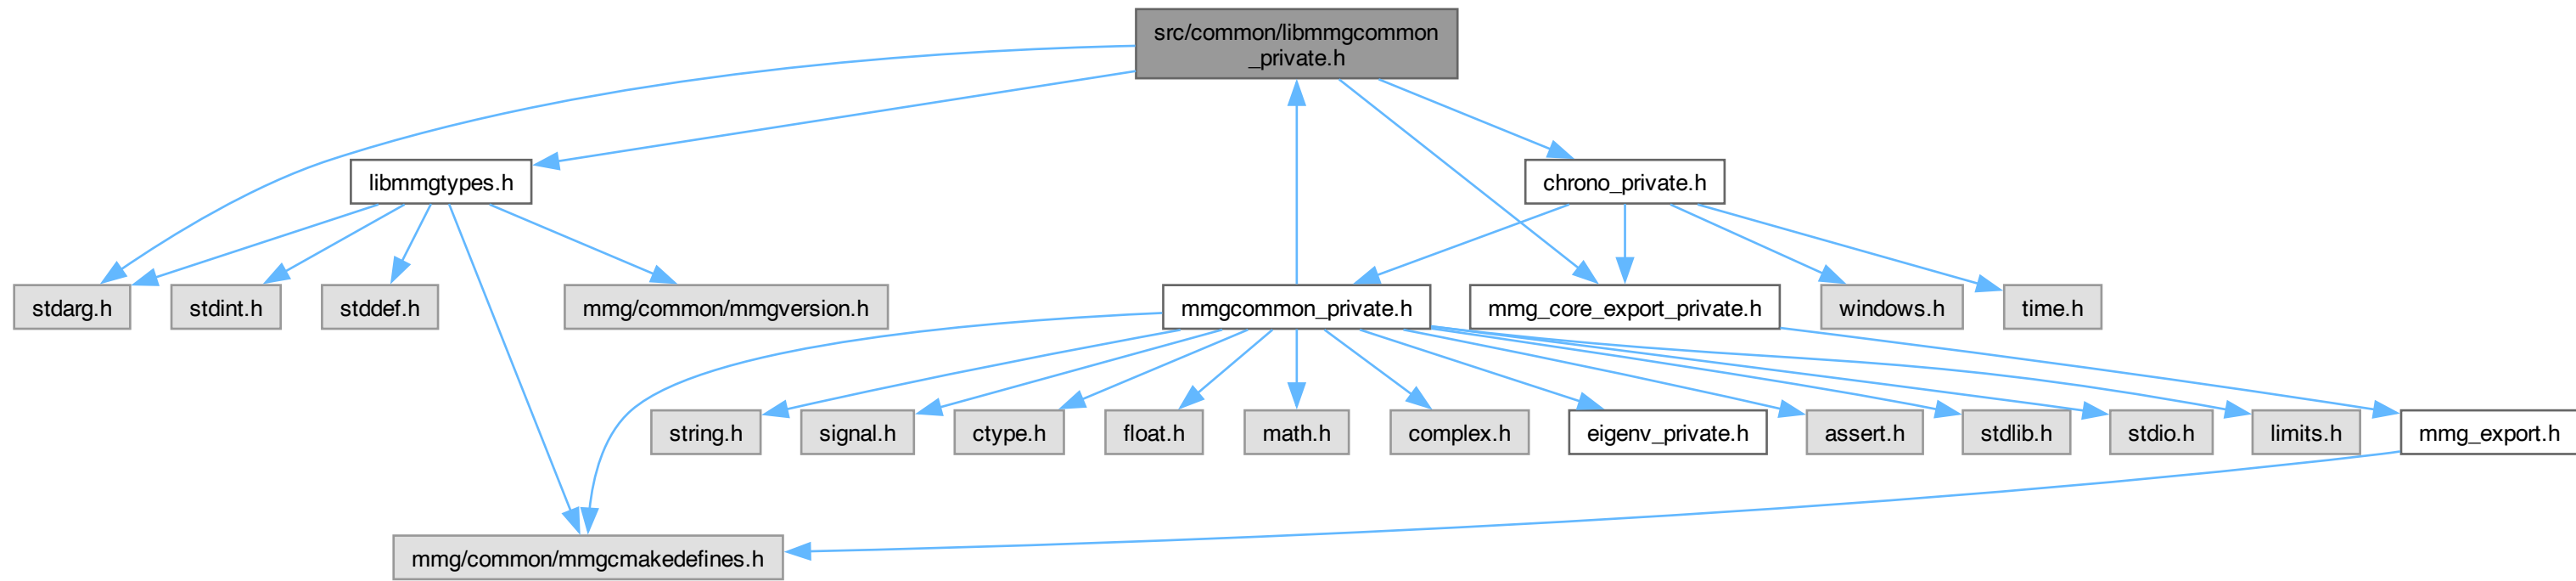 src/common/libmmgcommon
_private.h
libmmgtypes.h
chrono_private.h
stdarg.h
stdint.h
stddef.h
mmg/common/mmgversion.h
mmgcommon_private.h
mmg_core_export_private.h
windows.h
time.h
string.h
signal.h
ctype.h
float.h
math.h
complex.h
eigenv_private.h
assert.h
stdlib.h
stdio.h
limits.h
mmg_export.h
mmg/common/mmgcmakedefines.h